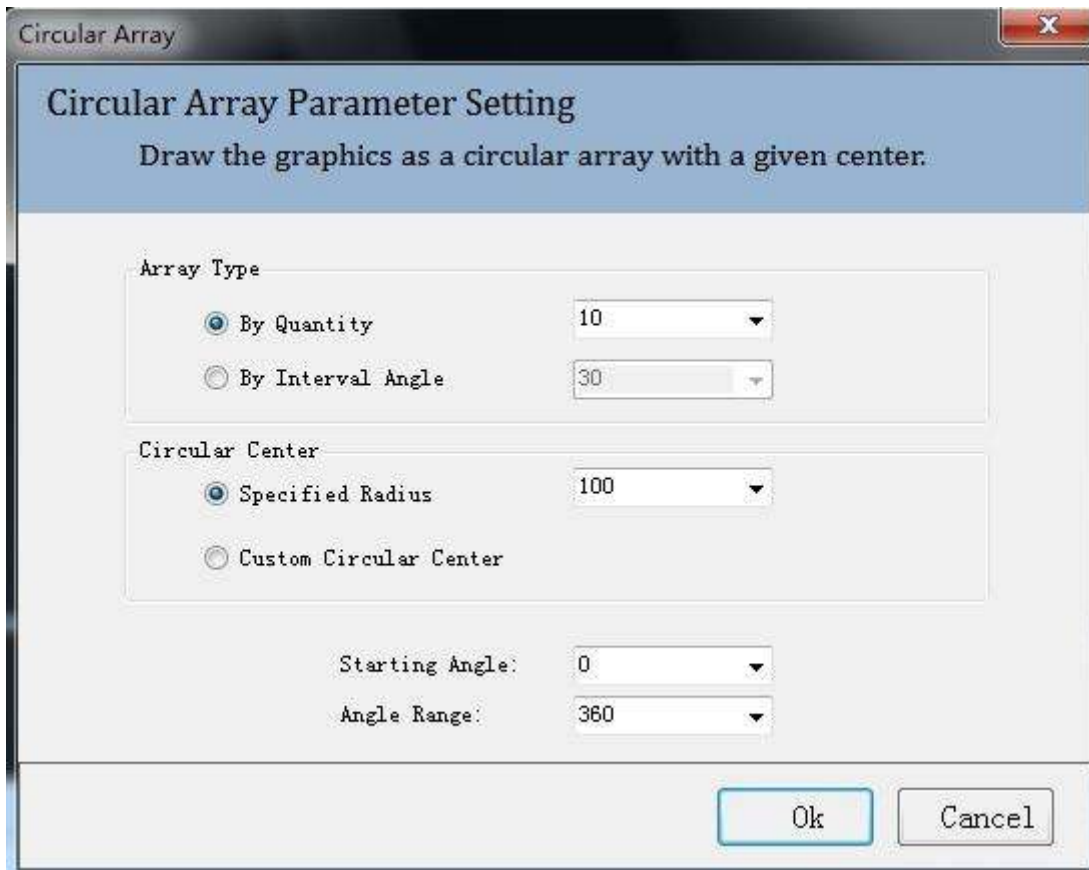 Circular Array
Circular Array Parameter Setting
Draw the graphics as a circular array with a given center.
Array Type
By Quantity 10
By Interval Angle 30
Circular Center
Specified Radius 100
Custom Circular Center
Starting Angle: 0
Angle Range: 360
Ok Cancel